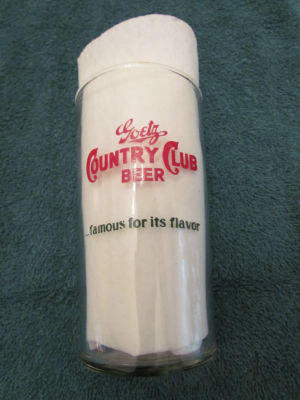 Goetz
COUNTRY CLUB
BEER
...famous for its flavor